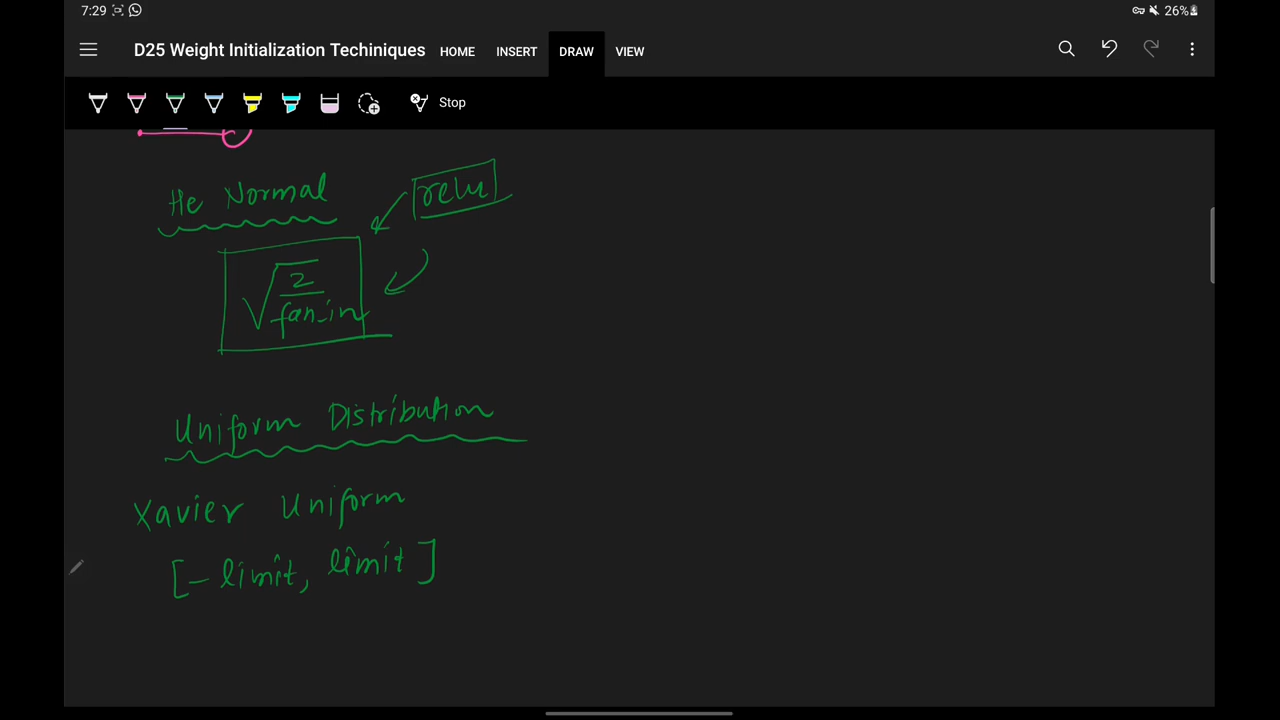 7:29 26%
D25 Weight Initialization Techiniques HOME INSERT DRAW VIEW
Stop
He Normal
relu
√2/fan-in
Uniform Distribution
Xavier Uniform
[- limit, limit]